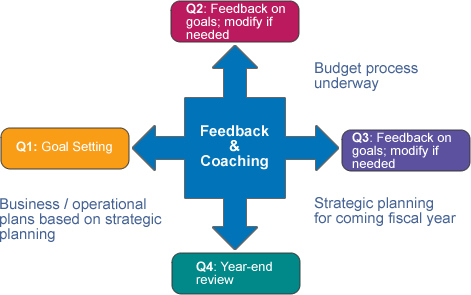 Q2: Feedback on
goals; modify if
needed
Budget process
underway
Q1: Goal Setting
Feedback
&
Coaching
Q3: Feedback on
goals; modify if
needed
Business / operational
plans based on strategic
planning
Strategic planning
for coming fiscal year
Q4: Year-end
review